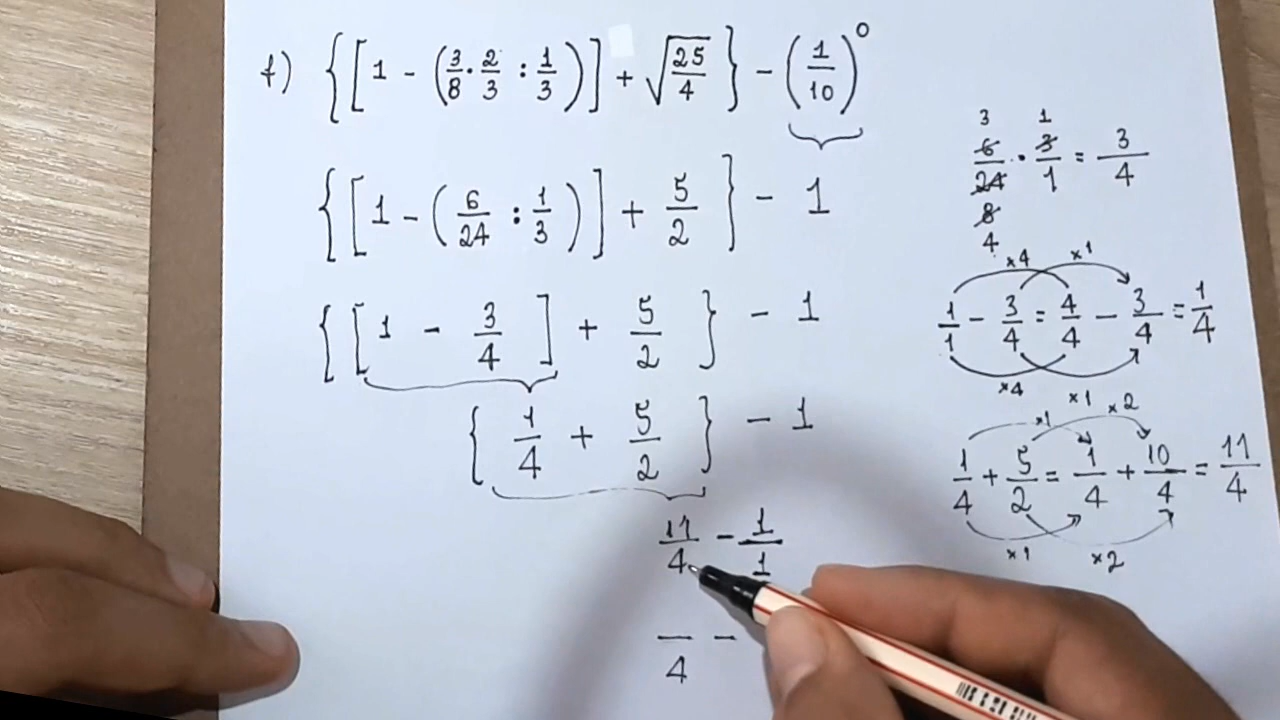 f) {[1 - (3/8 · 2/3 : 1/3)] + √(25/4)} - (1/10)^0
{[1 - (6/24 : 1/3)] + 5/2} - 1
{[1 - 3/4] + 5/2} - 1
{1/4 + 5/2} - 1
11/4 - 1/1
/4 -
3 1
6/24 · 3/1 = 3/4
8
4
×4 ×1
1/1 - 3/4 = 4/4 - 3/4 = 1/4
×4 ×1
×1 ×2
1/4 + 5/2 = 1/4 + 10/4 = 11/4
×1 ×2